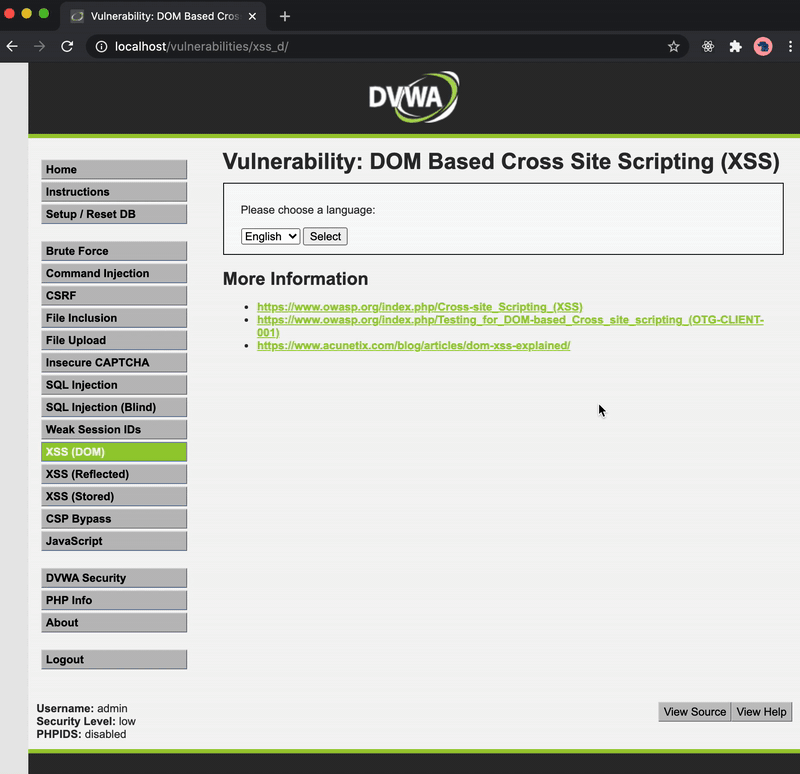 Vulnerability: DOM Based Cros
localhost/vulnerabilities/xss_d/
DVWA
Home
Instructions
Setup / Reset DB
Brute Force
Command Injection
CSRF
File Inclusion
File Upload
Insecure CAPTCHA
SQL Injection
SQL Injection (Blind)
Weak Session IDs
XSS (DOM)
XSS (Reflected)
XSS (Stored)
CSP Bypass
JavaScript
DVWA Security
PHP Info
About
Logout
Vulnerability: DOM Based Cross Site Scripting (XSS)
Please choose a language:
English Select
More Information
https://www.owasp.org/index.php/Cross-site_Scripting_(XSS)
https://www.owasp.org/index.php/Testing_for_DOM-based_Cross_site_scripting_(OTG-CLIENT-
001)
https://www.acunetix.com/blog/articles/dom-xss-explained/
Username: admin
Security Level: low
PHPIDS: disabled
View Source View Help